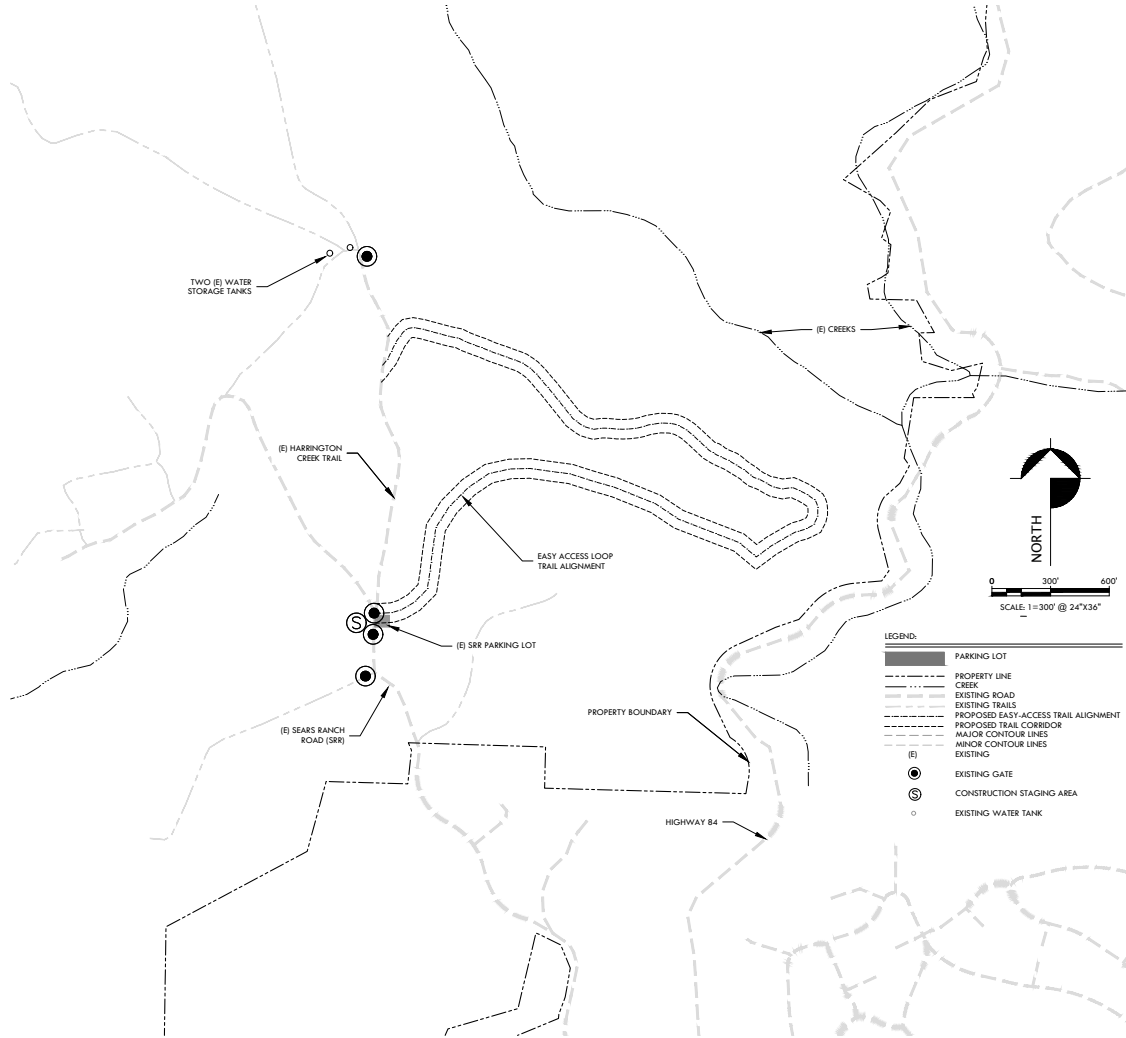 TWO (E) WATER
STORAGE TANKS
(E) CREEKS
(E) HARRINGTON
CREEK TRAIL
EASY ACCESS LOOP
TRAIL ALIGNMENT
NORTH
0 300' 600'
SCALE: 1=300' @ 24"X36"
S
(E) SRR PARKING LOT
(E) SEARS RANCH
ROAD (SRR)
PROPERTY BOUNDARY
HIGHWAY 84
LEGEND:
PARKING LOT
PROPERTY LINE
CREEK
EXISTING ROAD
EXISTING TRAILS
PROPOSED EASY-ACCESS TRAIL ALIGNMENT
PROPOSED TRAIL CORRIDOR
MAJOR CONTOUR LINES
MINOR CONTOUR LINES
(E) EXISTING
EXISTING GATE
S CONSTRUCTION STAGING AREA
EXISTING WATER TANK